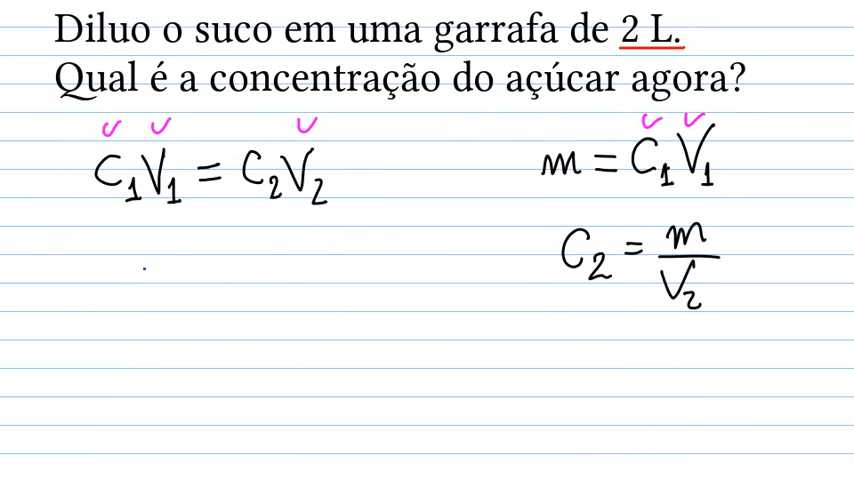 Diluo o suco em uma garrafa de 2 L.
Qual é a concentração do açúcar agora?
C₁V₁ = C₂V₂
m = C₁V₁
C₂ = m/V₂